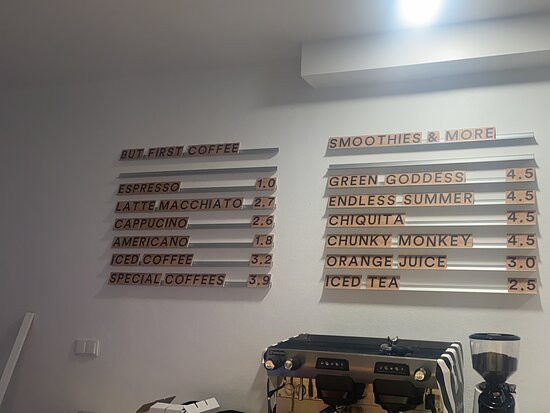 BUT FIRST COFFEE
ESPRESSO 1.0
LATTE MACCHIATO 2.7
CAPPUCINO 2.6
AMERICANO 1.8
ICED COFFEE 3.2
SPECIAL COFFEES 3.9
SMOOTHIES & MORE
GREEN GODDESS 4.5
ENDLESS SUMMER 4.5
CHIQUITA 4.5
CHUNKY MONKEY 4.5
ORANGE JUICE 3.0
ICED TEA 2.5